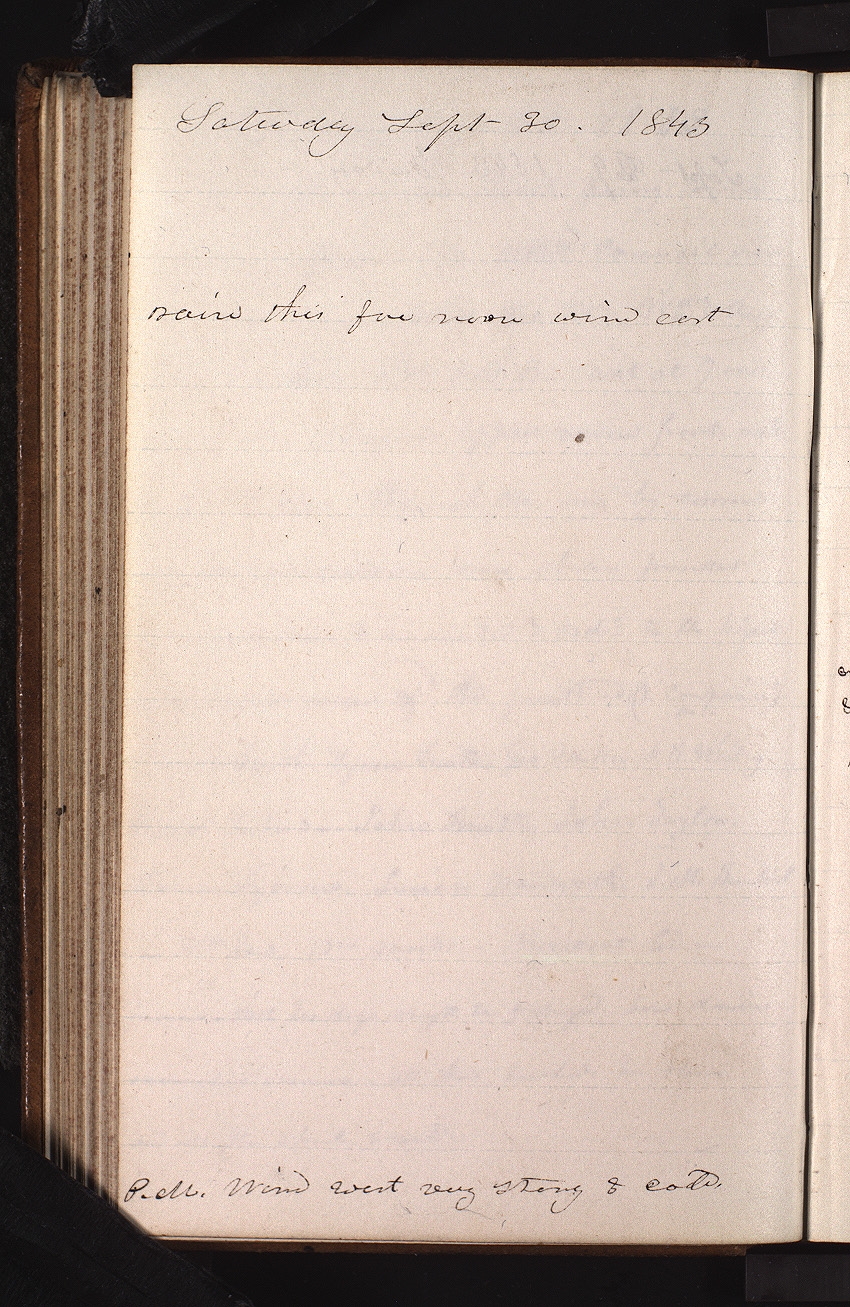 Saturday Sept 30. 1843
rain this fore noon wind east
P.M. Wind west very strong & cold.